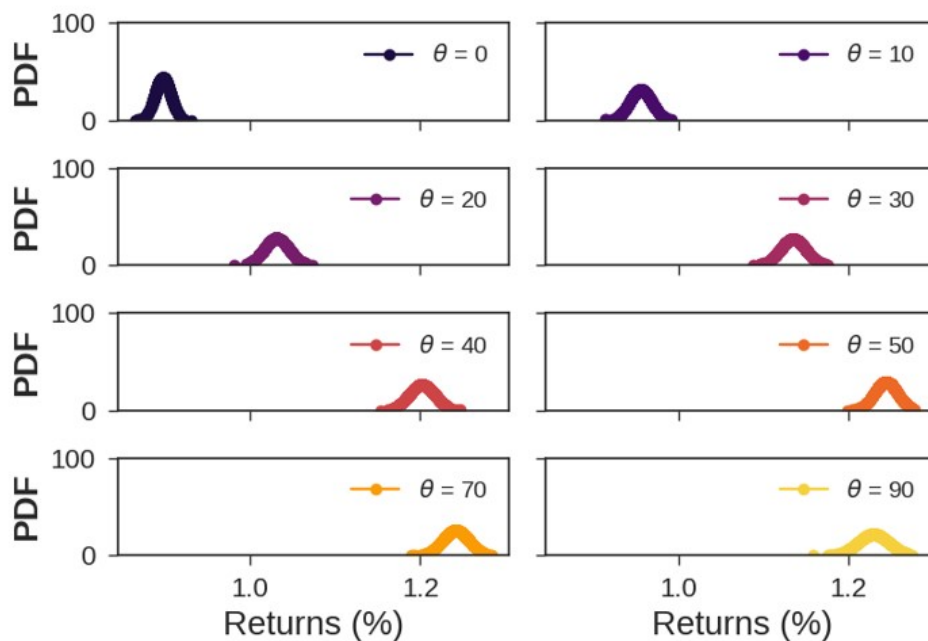 PDF
100
0
θ = 0
θ = 10
PDF
100
0
θ = 20
θ = 30
PDF
100
0
θ = 40
θ = 50
PDF
100
0
θ = 70
θ = 90
1.0 1.2
1.0 1.2
Returns (%)
Returns (%)